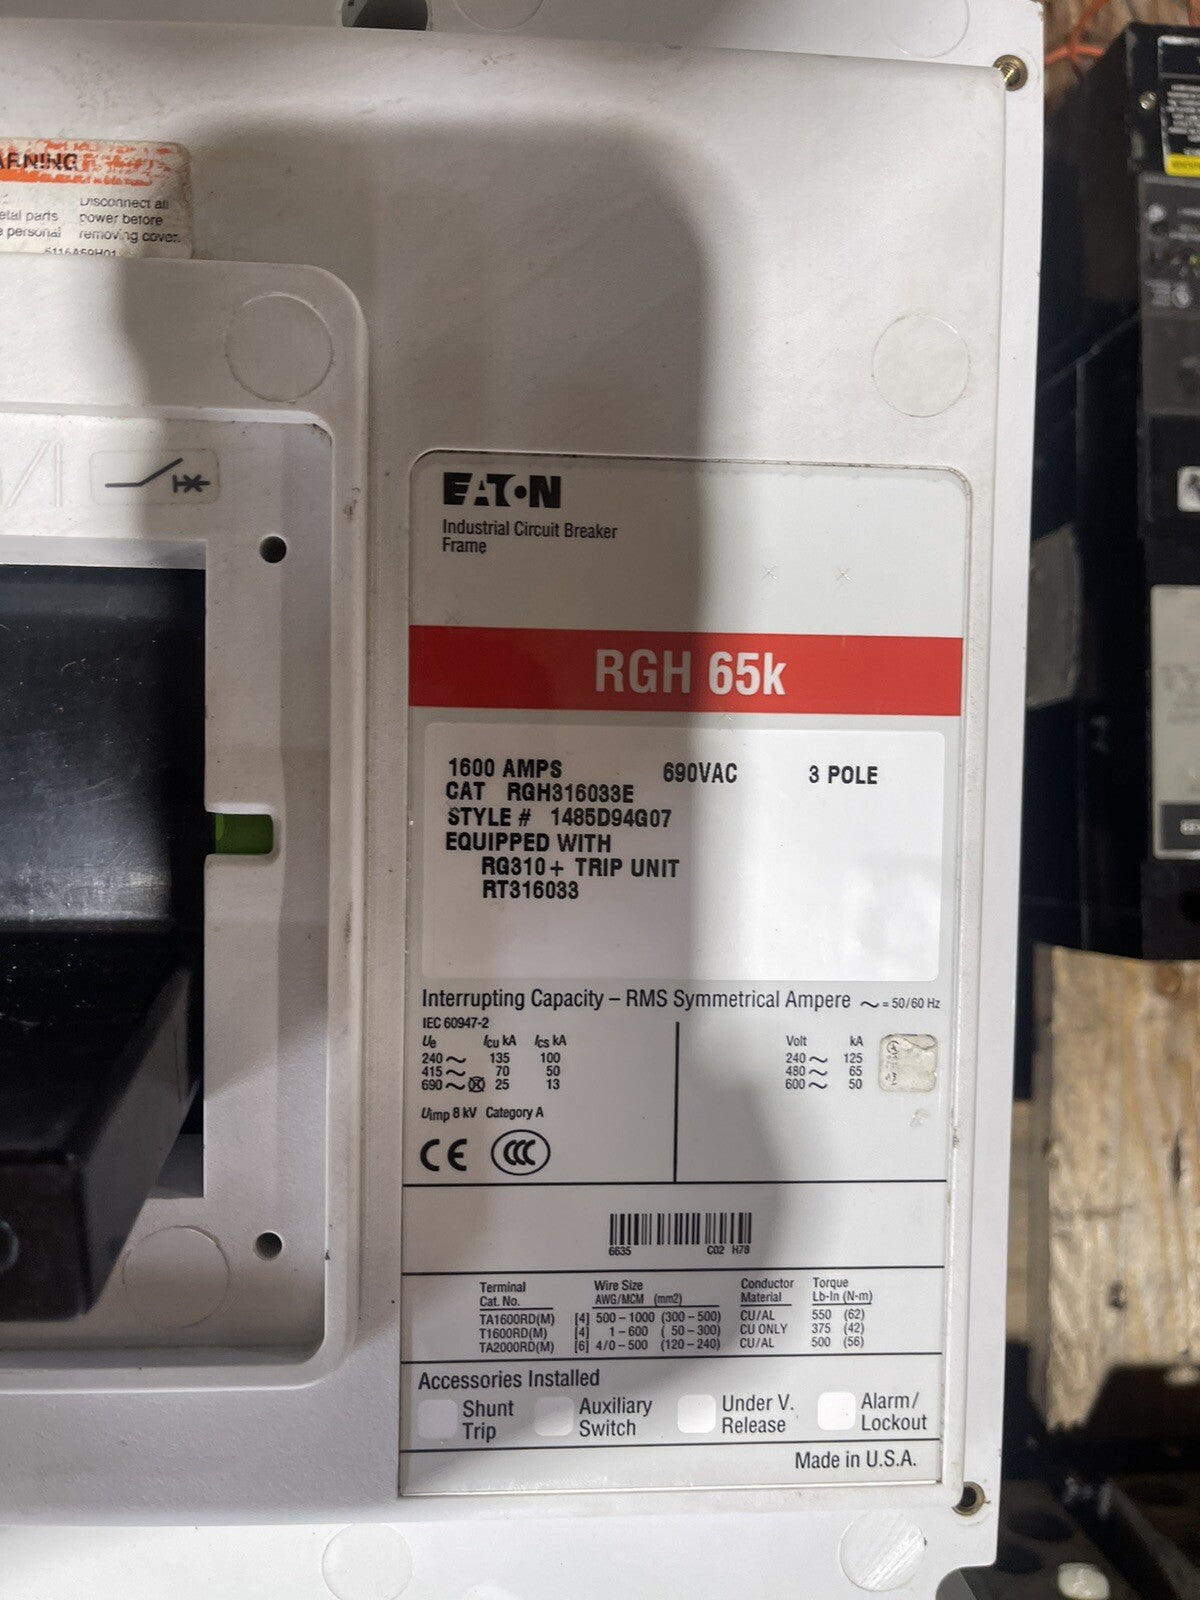 WARNING
Disconnect all
etal parts power before
personal removing cover.
EATON
Industrial Circuit Breaker
Frame
RGH 65k
1600 AMPS 690VAC 3 POLE
CAT RGH316033E
STYLE # 1485D94G07
EQUIPPED WITH
RG310+ TRIP UNIT
RT316033
Interrupting Capacity – RMS Symmetrical Ampere ~ = 50/60 Hz
IEC 60947-2
Ue Icu kA Ics kA Volt kA
240 ~ 135 100 240 ~ 125
415 ~ 70 50 480 ~ 65
690 ~ 25 13 600 ~ 50
Uimp 8 kV Category A
CE CCC
6635 C02 H78
Terminal Wire Size Conductor Torque
Cat. No. AWG/MCM (mm2) Material Lb-In (N-m)
TA1600RD(M) [4] 500 – 1000 (300 – 500) CU/AL 550 (62)
T1600RD(M) [4] 1 – 600 ( 50 – 300) CU ONLY 375 (42)
TA2000RD(M) [6] 4/0 – 500 (120 – 240) CU/AL 500 (56)
Accessories Installed
Shunt Trip
Auxiliary Switch
Under V. Release
Alarm/ Lockout
Made in U.S.A.